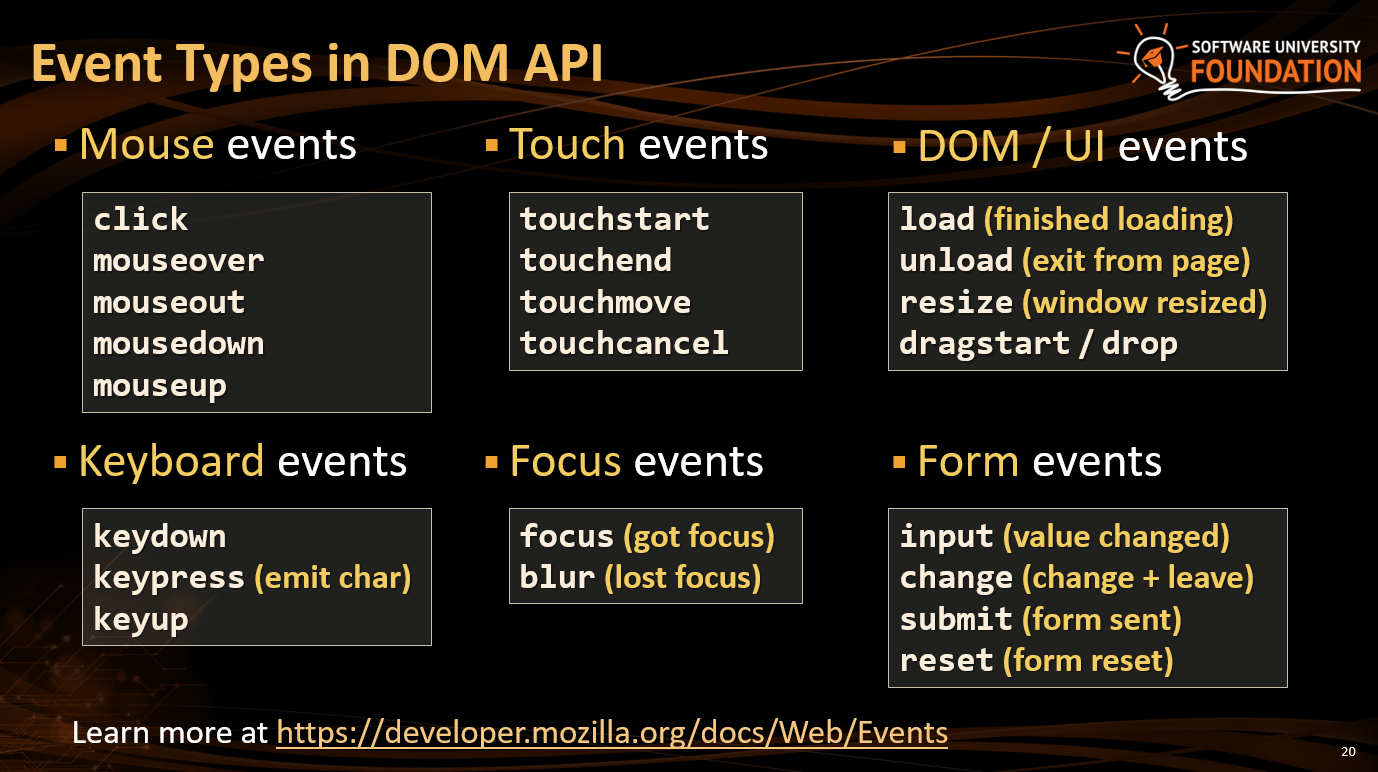 Event Types in DOM API
SOFTWARE UNIVERSITY
FOUNDATION
Mouse events
click
mouseover
mouseout
mousedown
mouseup
Touch events
touchstart
touchend
touchmove
touchcancel
DOM / UI events
load (finished loading)
unload (exit from page)
resize (window resized)
dragstart / drop
Keyboard events
keydown
keypress (emit char)
keyup
Focus events
focus (got focus)
blur (lost focus)
Form events
input (value changed)
change (change + leave)
submit (form sent)
reset (form reset)
Learn more at https://developer.mozilla.org/docs/Web/Events
20